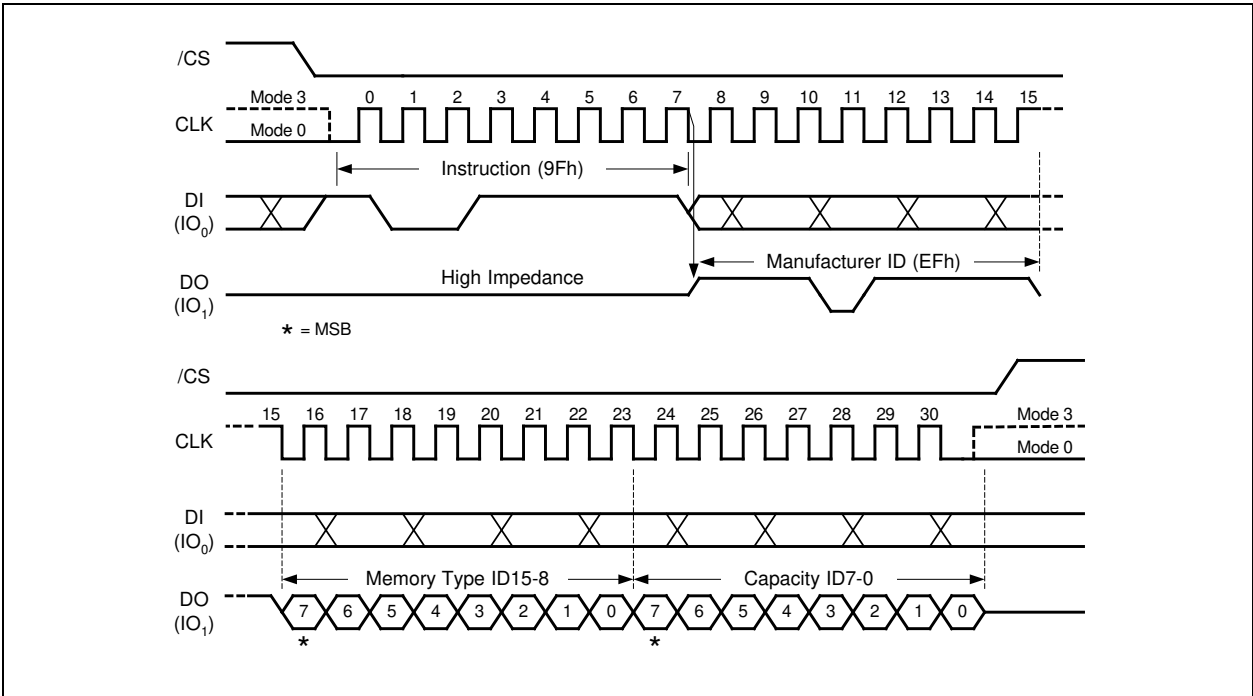 /CS
Mode 3 0 1 2 3 4 5 6 7 8 9 10 11 12 13 14 15
CLK
Mode 0
Instruction (9Fh)
DI
(IO₀)
Manufacturer ID (EFh)
High Impedance
DO
(IO₁)
* = MSB
/CS
15 16 17 18 19 20 21 22 23 24 25 26 27 28 29 30 Mode 3
CLK
Mode 0
DI
(IO₀)
Memory Type ID15-8 Capacity ID7-0
DO
7 6 5 4 3 2 1 0 7 6 5 4 3 2 1 0
(IO₁)
* *